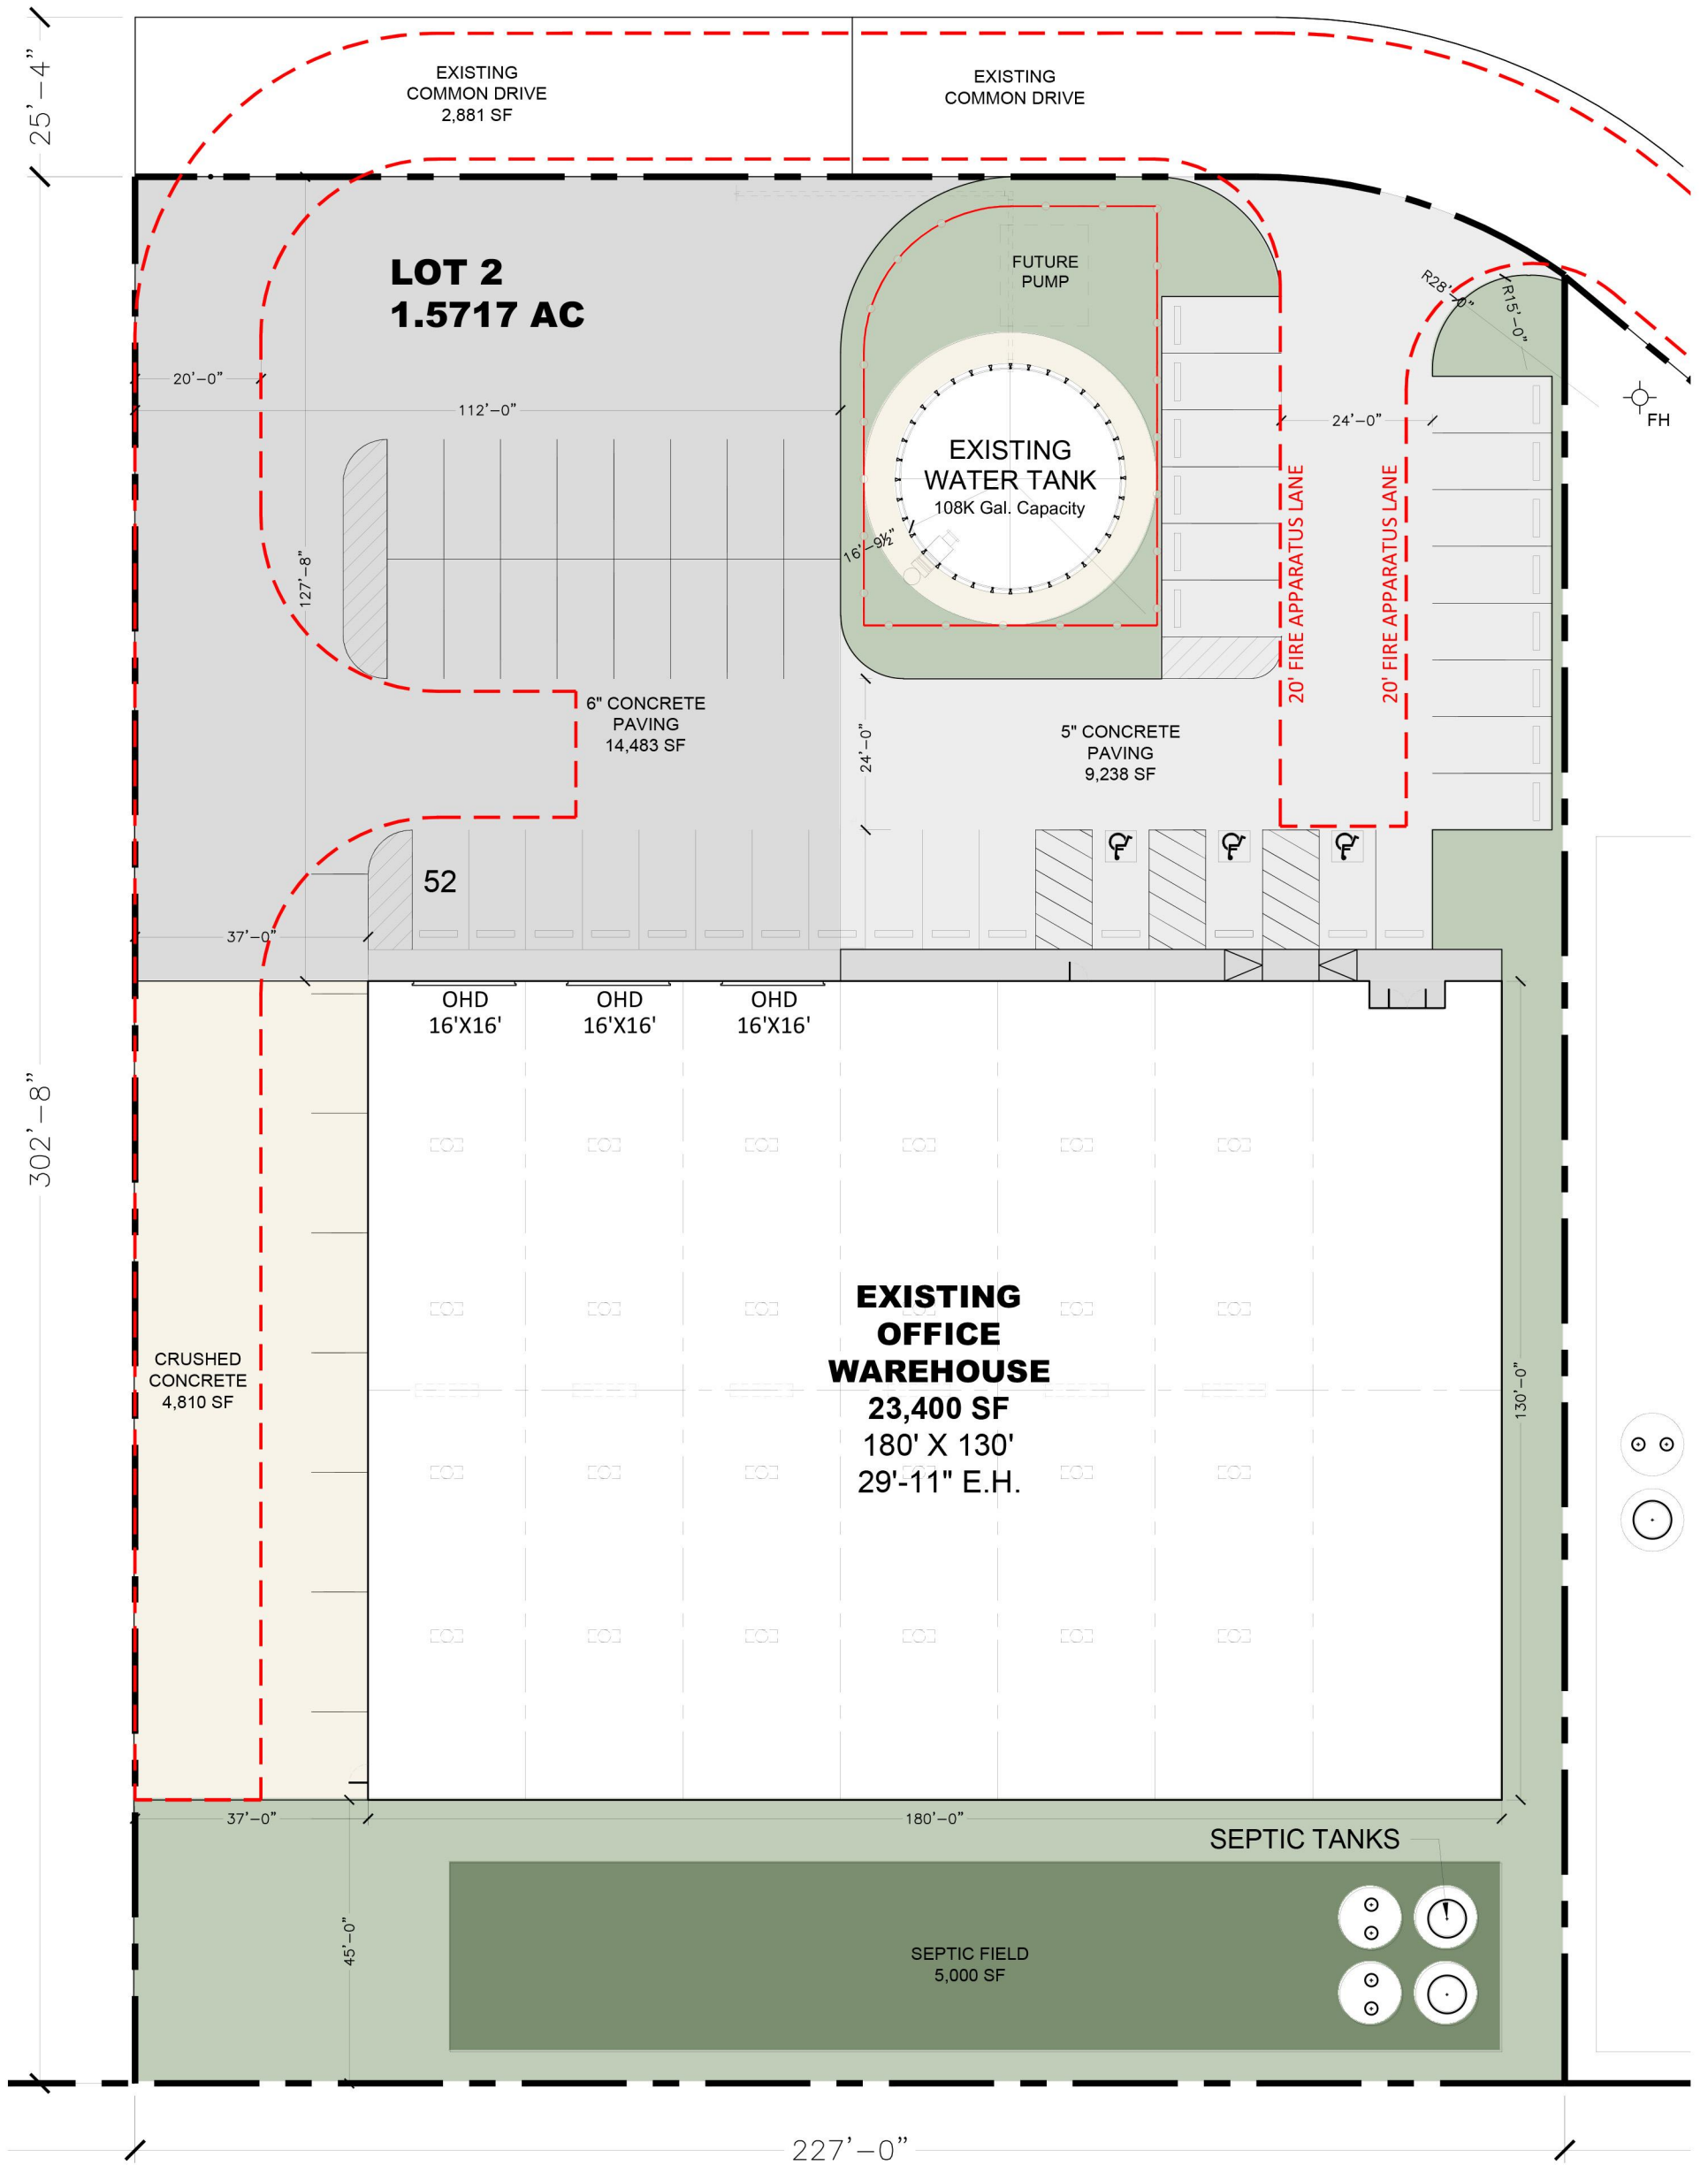 25'-4"
EXISTING
COMMON DRIVE
2,881 SF
EXISTING
COMMON DRIVE
LOT 2
1.5717 AC
FUTURE
PUMP
R28'-0"
R15'-0"
20'-0"
112'-0"
24'-0"
FH
EXISTING
WATER TANK
108K Gal. Capacity
16'-9½"
127'-8"
20' FIRE APPARATUS LANE
20' FIRE APPARATUS LANE
6" CONCRETE
PAVING
14,483 SF
24'-0"
5" CONCRETE
PAVING
9,238 SF
52
37'-0"
OHD
16'X16'
OHD
16'X16'
OHD
16'X16'
302'-8"
EXISTING
OFFICE
WAREHOUSE
23,400 SF
180' X 130'
29'-11" E.H.
CRUSHED
CONCRETE
4,810 SF
130'-0"
37'-0"
180'-0"
SEPTIC TANKS
45'-0"
SEPTIC FIELD
5,000 SF
227'-0"